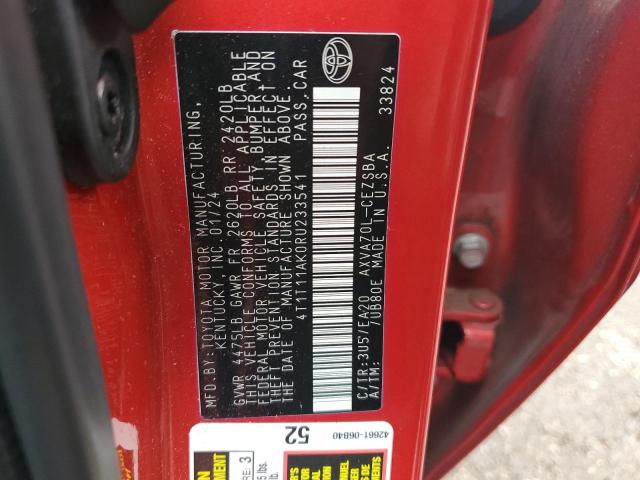 MFD.BY:TOYOTA MOTOR MANUFACTURING,
KENTUCKY, INC. 01/24
GVWR 4475LB GAWR FR 2620LB RR 2420LB
THIS VEHICLE CONFORMS TO ALL APPLICABLE
FEDERAL MOTOR VEHICLE SAFETY, BUMPER,AND
THEFT PREVENTION STANDARDS IN EFFECT ON
THE DATE OF MANUFACTURE SHOWN ABOVE.
4T1T11AK0RU233541 PASS.CAR
C/TR:3U5/EA20 AXVA70L-CEZSBA
A/TM: /UB80E MADE IN U.S.A. 33824
52
42661-06B40
3